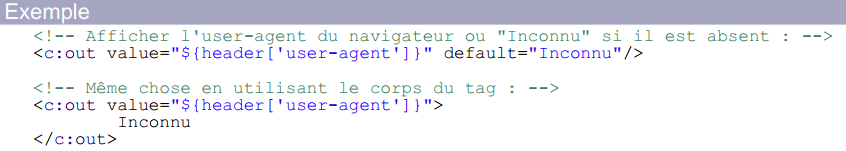 Exemple
<!-- Afficher l'user-agent du navigateur ou "Inconnu" si il est absent : -->
<c:out value="${header['user-agent']}" default="Inconnu"/>
<!-- Même chose en utilisant le corps du tag : -->
<c:out value="${header['user-agent']}">
Inconnu
</c:out>